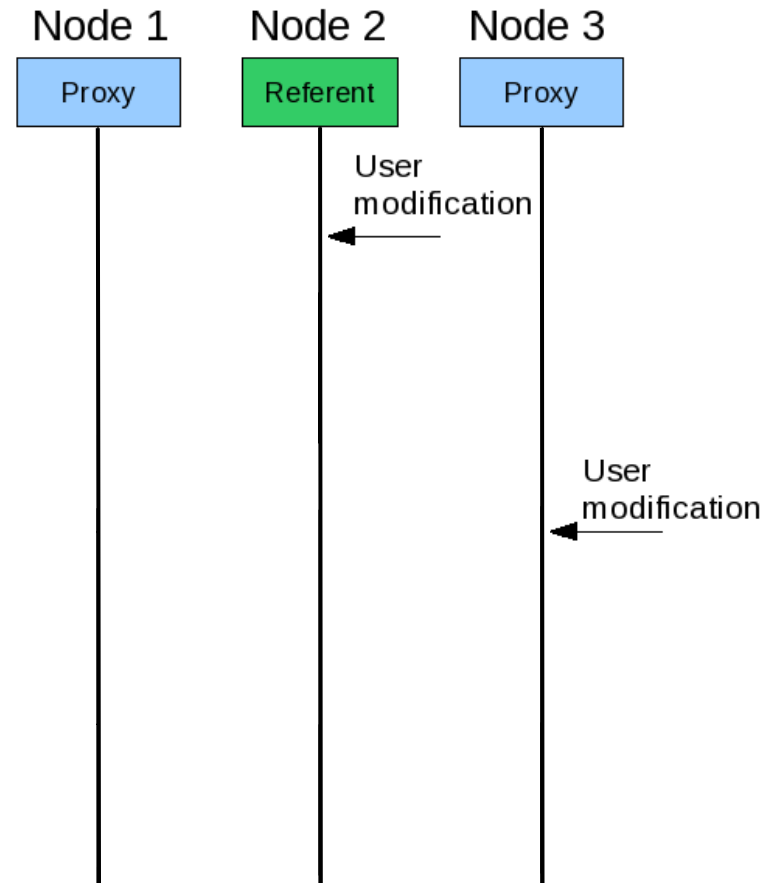 Node 1
Node 2
Node 3
Proxy
Referent
Proxy
User
modification
User
modification